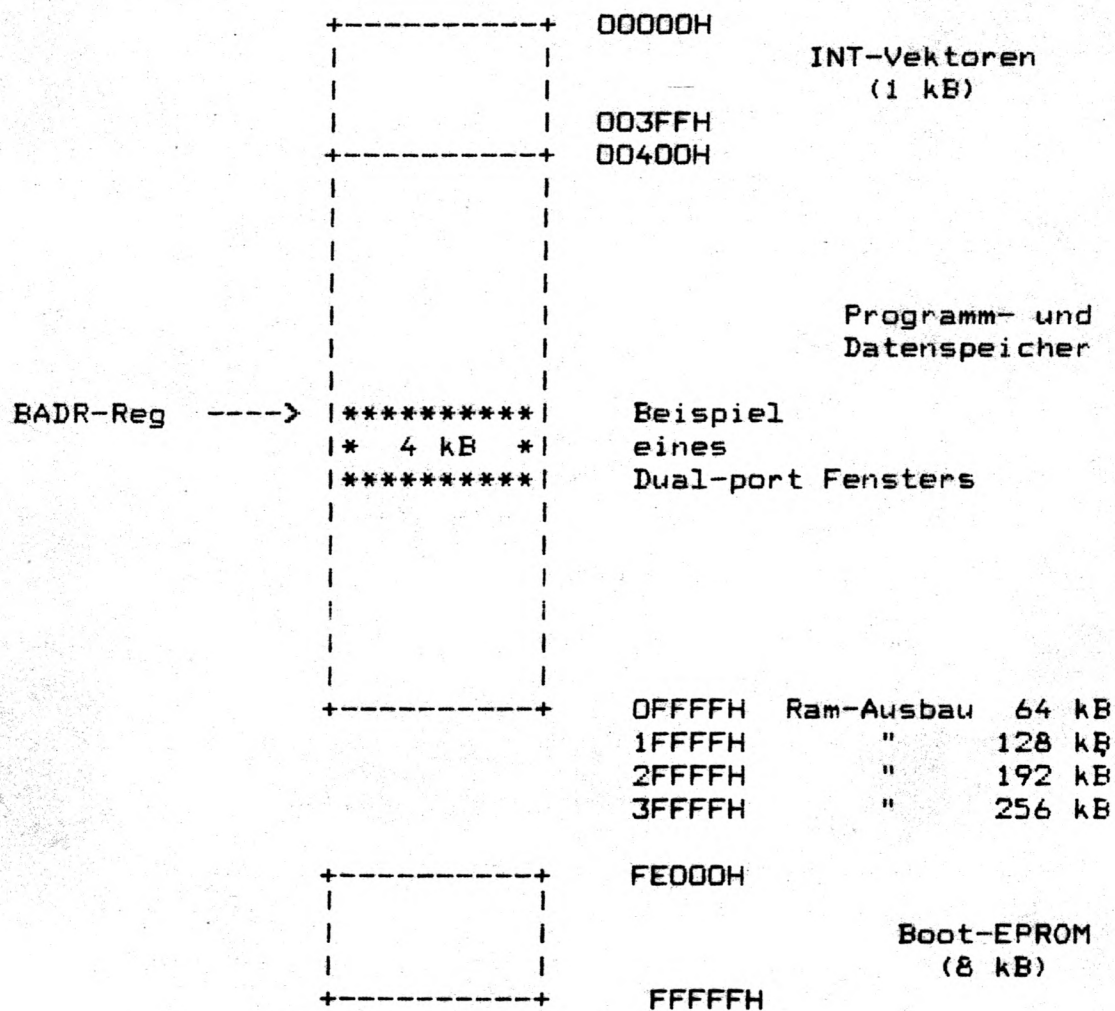 +----------+ 00000H
| | INT-Vektoren
| | (1 kB)
| | 003FFH
+----------+ 00400H
| |
| |
| |
| |
| | Programm- und
| | Datenspeicher
| |
BADR-Reg ----> |**********| Beispiel
|* 4 kB *| eines
|**********| Dual-port Fensters
| |
| |
| |
| |
| |
| |
+----------+ 0FFFFH Ram-Ausbau 64 kB
1FFFFH " 128 kB
2FFFFH " 192 kB
3FFFFH " 256 kB
+----------+ FE000H
| |
| | Boot-EPROM
| | (8 kB)
+----------+ FFFFFH